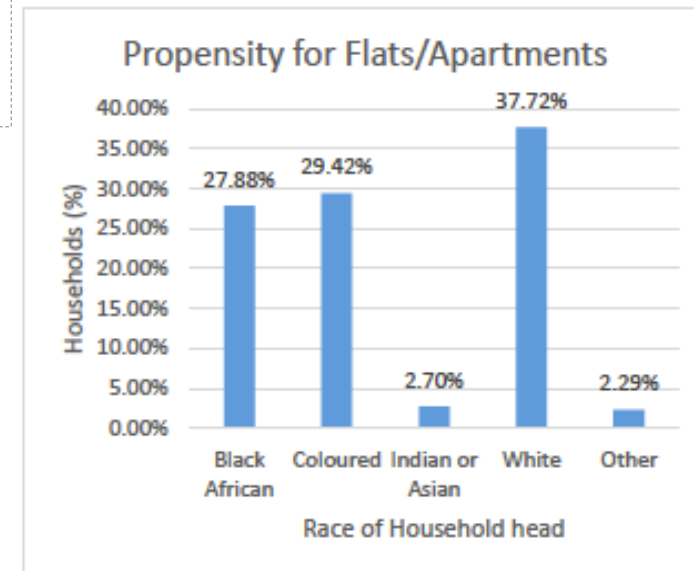 Propensity for Flats/Apartments
40.00%
35.00%
30.00%
25.00%
20.00%
15.00%
10.00%
5.00%
0.00%
Households (%)
27.88%
29.42%
2.70%
37.72%
2.29%
Black African
Coloured
Indian or Asian
White
Other
Race of Household head